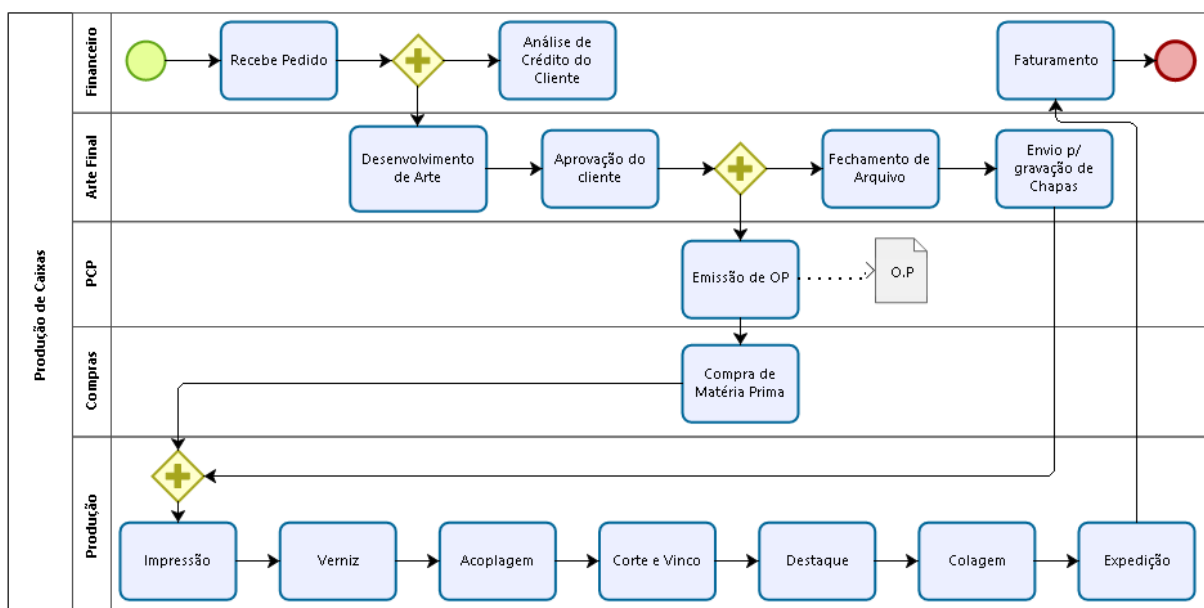 Produção de Caixas
Financeiro
Recebe Pedido
Análise de
Crédito do
Cliente
Faturamento
Arte Final
Desenvolvimento
de Arte
Aprovação do
cliente
Fechamento de
Arquivo
Envio p/
gravação de
Chapas
PCP
Emissão de OP
O.P
Compras
Compra de
Matéria Prima
Produção
Impressão
Verniz
Acoplagem
Corte e Vinco
Destaque
Colagem
Expedição